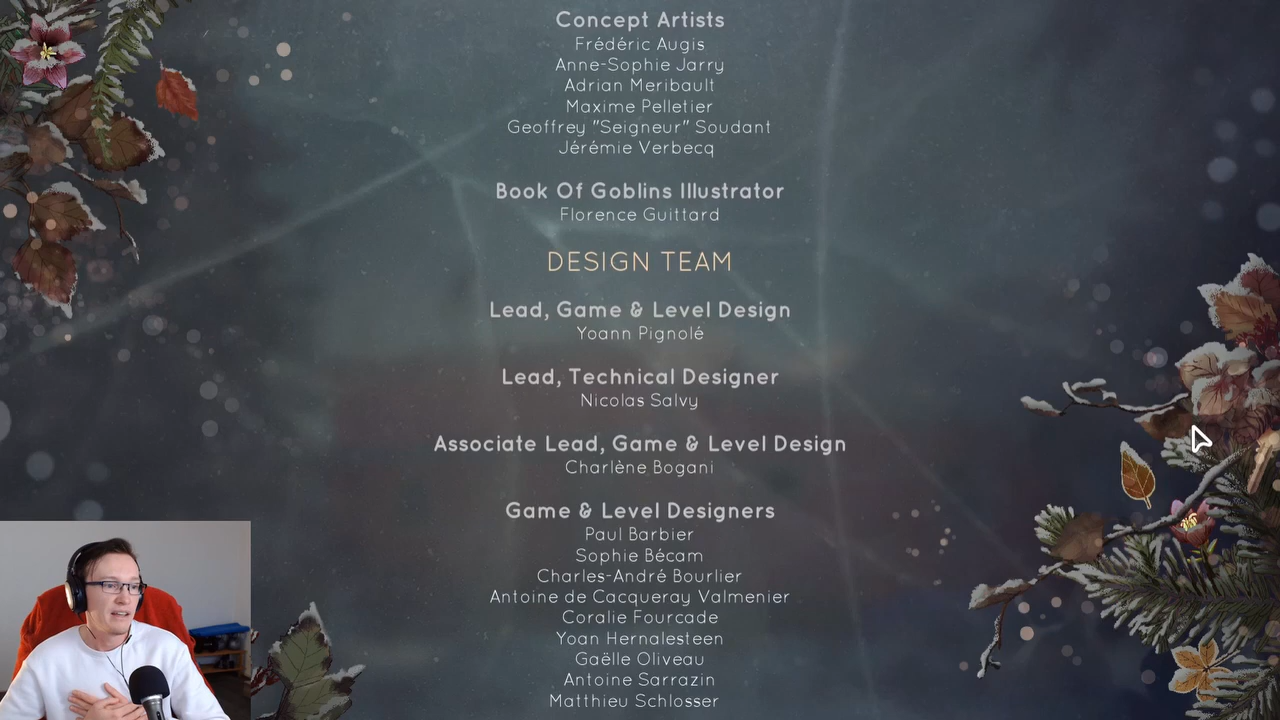 Concept Artists
Frédéric Augis
Anne-Sophie Jarry
Adrian Meribault
Maxime Pelletier
Geoffrey "Seigneur" Soudant
Jérémie Verbecq
Book Of Goblins Illustrator
Florence Guittard
DESIGN TEAM
Lead, Game & Level Design
Yoann Pignolé
Lead, Technical Designer
Nicolas Salvy
Associate Lead, Game & Level Design
Charlène Bogani
Game & Level Designers
Paul Barbier
Sophie Bécam
Charles-André Bourlier
Antoine de Cacqueray Valmenier
Coralie Fourcade
Yoan Hernalesteen
Gaëlle Oliveau
Antoine Sarrazin
Matthieu Schlosser